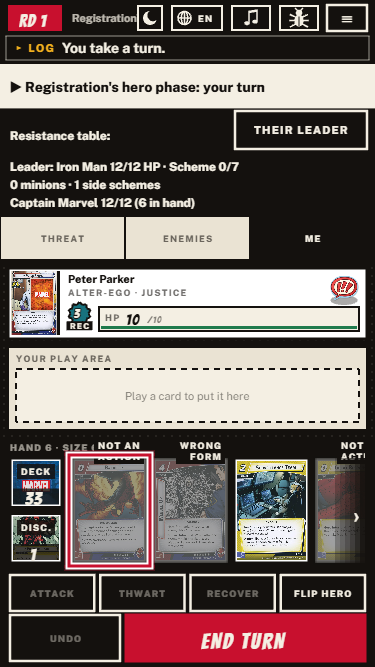 RD 1
Registration
EN
▸ LOG You take a turn.
▶ Registration's hero phase: your turn
Resistance table:
THEIR LEADER
Leader: Iron Man 12/12 HP · Scheme 0/7
0 minions · 1 side schemes
Captain Marvel 12/12 (6 in hand)
THREAT
ENEMIES
ME
Peter Parker
ALTER-EGO · JUSTICE
3
REC
HP 10 /10
YOUR PLAY AREA
Play a card to put it here
HAND 6 · SIZE
DECK
MARVEL
33
DISC.
1
NOT AN
ACTION
WRONG
FORM
NOT
ATTACK
THWART
RECOVER
FLIP HERO
UNDO
END TURN